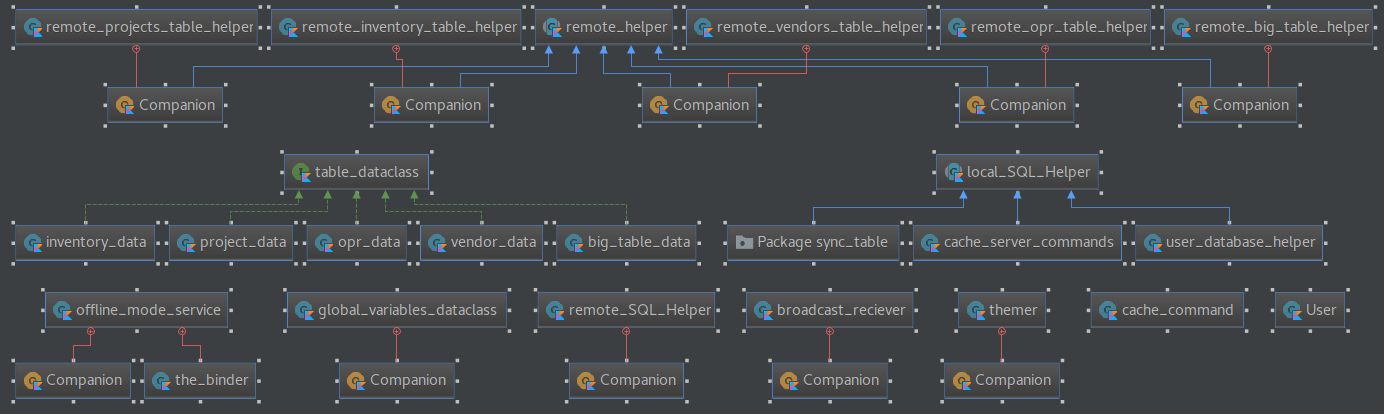 remote_projects_table_helper
remote_inventory_table_helper
remote_helper
remote_vendors_table_helper
remote_opr_table_helper
remote_big_table_helper
Companion
Companion
Companion
Companion
Companion
table_dataclass
local_SQL_Helper
inventory_data
project_data
opr_data
vendor_data
big_table_data
Package sync_table
cache_server_commands
user_database_helper
offline_mode_service
global_variables_dataclass
remote_SQL_Helper
broadcast_reciever
themer
cache_command
User
Companion
the_binder
Companion
Companion
Companion
Companion